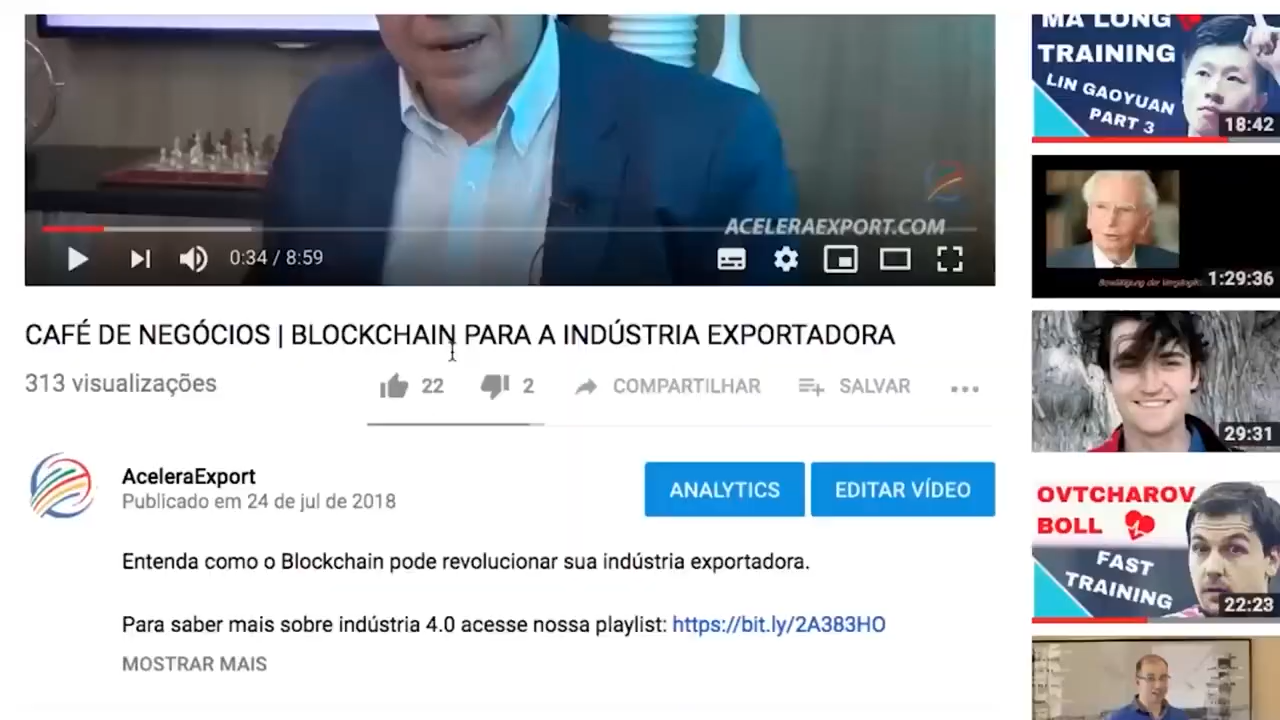 ACELERAEXPORT.COM
0:34 / 8:59
CAFÉ DE NEGÓCIOS | BLOCKCHAIN PARA A INDÚSTRIA EXPORTADORA
313 visualizações
22
2
COMPARTILHAR
SALVAR
AceleraExport
Publicado em 24 de jul de 2018
ANALYTICS
EDITAR VÍDEO
Entenda como o Blockchain pode revolucionar sua indústria exportadora.
Para saber mais sobre indústria 4.0 acesse nossa playlist: https://bit.ly/2A383HO
MOSTRAR MAIS
MA LONG
TRAINING
LIN GAOYUAN
PART 3
18:42
1:29:36
29:31
OVTCHAROV
BOLL
FAST
TRAINING
22:23